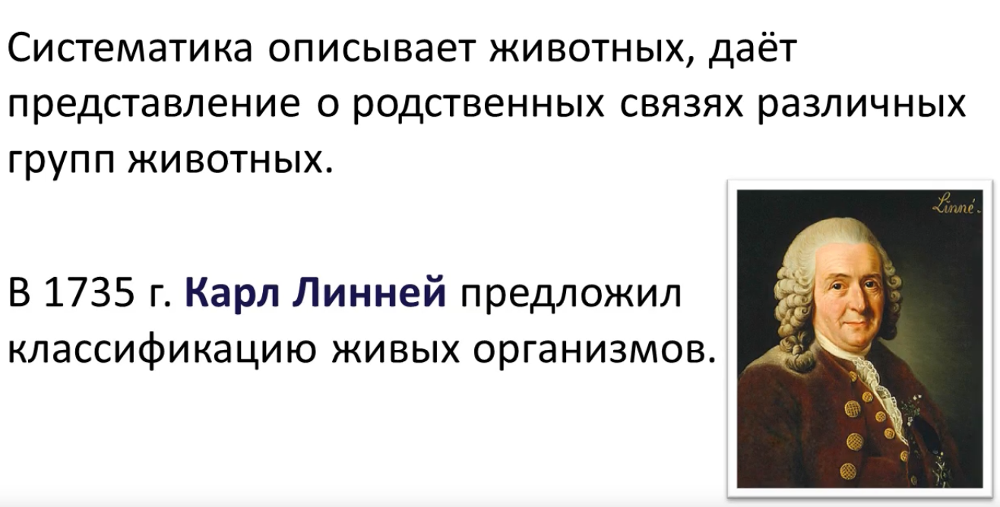 Систематика описывает животных, даёт
представление о родственных связях различных
групп животных.
Linné.
В 1735 г. Карл Линней предложил
классификацию живых организмов.